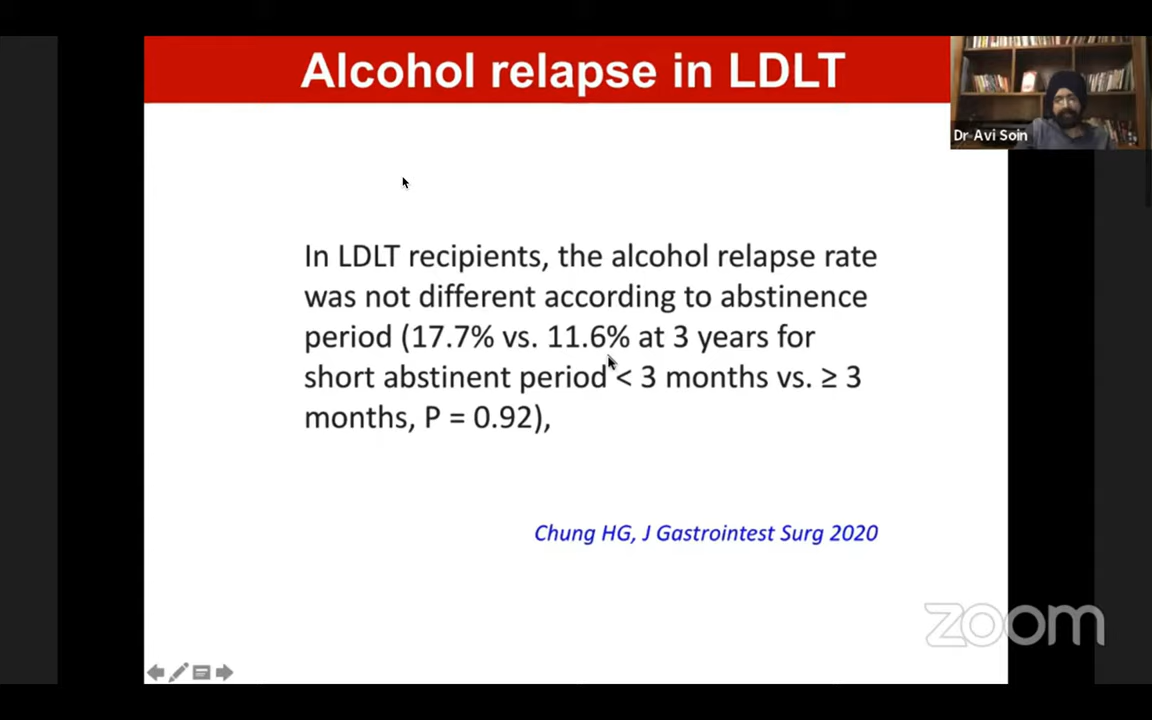 Alcohol relapse in LDLT
Dr Avi Soin
In LDLT recipients, the alcohol relapse rate
was not different according to abstinence
period (17.7% vs. 11.6% at 3 years for
short abstinent period < 3 months vs. ≥ 3
months, P = 0.92),
Chung HG, J Gastrointest Surg 2020
zoom